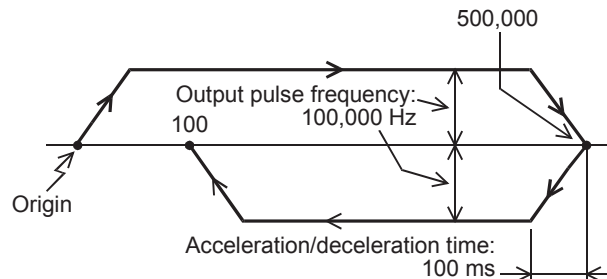 500,000
Output pulse frequency:
100,000 Hz
100
Origin
Acceleration/deceleration time:
100 ms